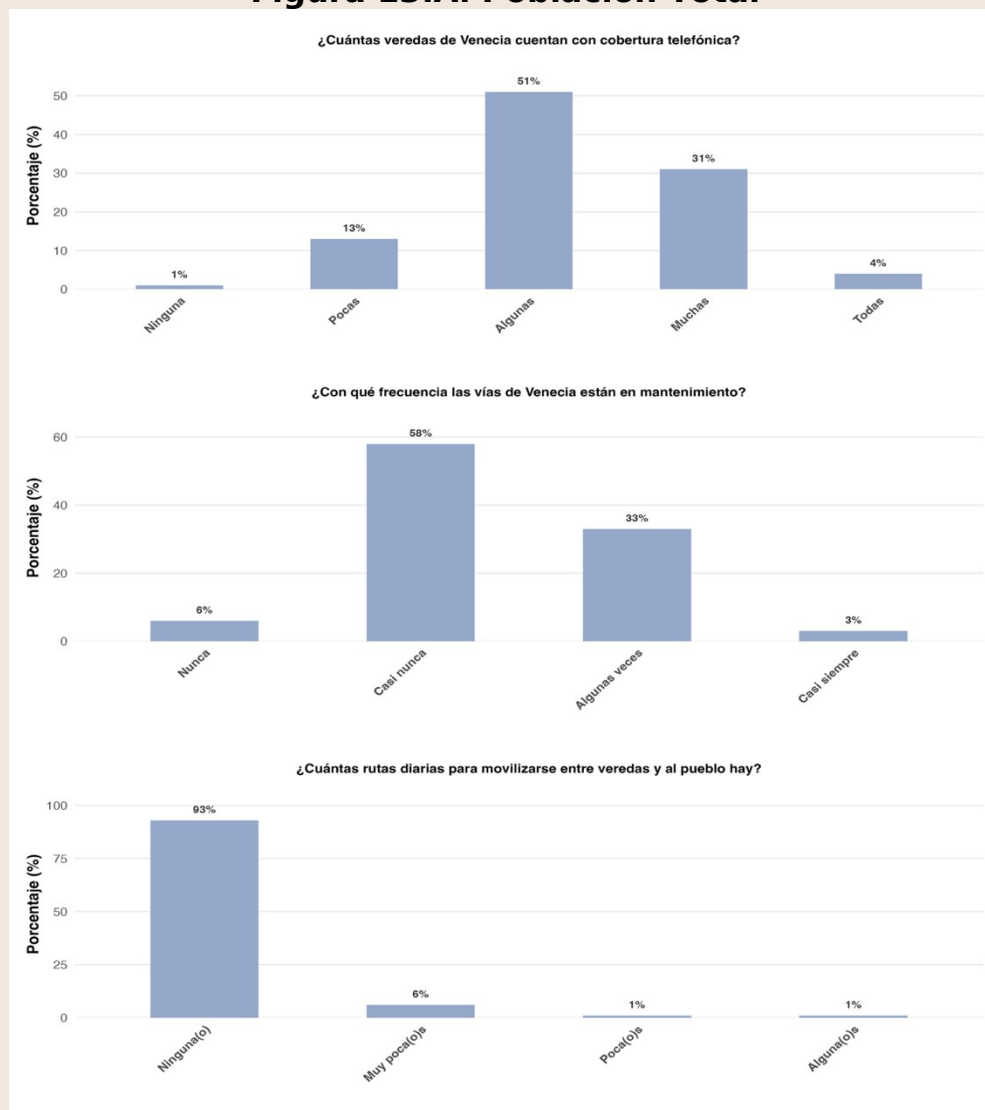 Figura 15.A. Población Total
¿Cuántas veredas de Venecia cuentan con cobertura telefónica?
Porcentaje (%)
50
40
30
20
10
0
1%
13%
51%
31%
4%
Ninguna
Pocas
Algunas
Muchas
Todas
¿Con qué frecuencia las vías de Venecia están en mantenimiento?
Porcentaje (%)
60
40
20
0
6%
58%
33%
3%
Nunca
Casi nunca
Algunas veces
Casi siempre
¿Cuántas rutas diarias para movilizarse entre veredas y al pueblo hay?
Porcentaje (%)
100
75
50
25
0
93%
6%
1%
1%
Ninguna(o)
Muy poca(o)s
Poca(o)s
Alguna(o)s